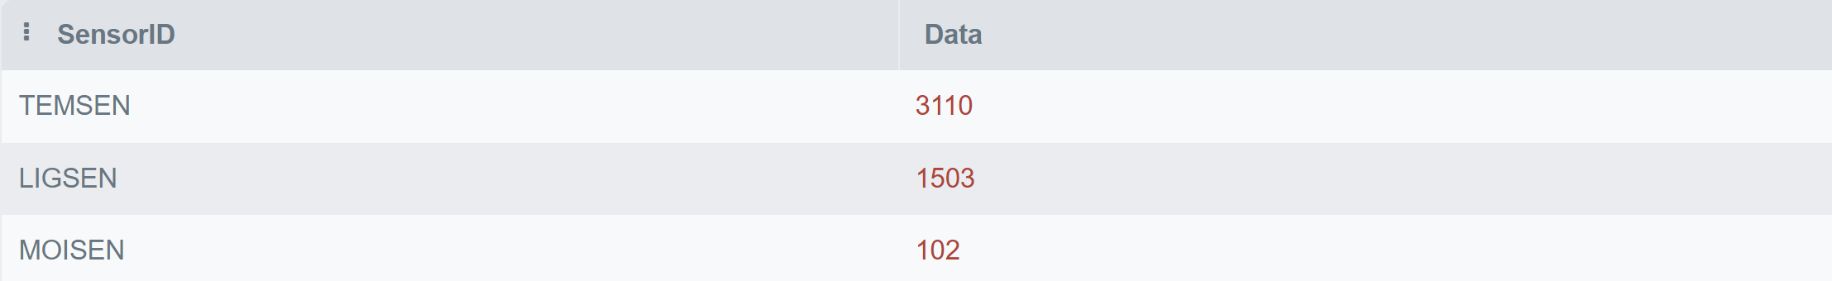 SensorID Data
TEMSEN 3110
LIGSEN 1503
MOISEN 102